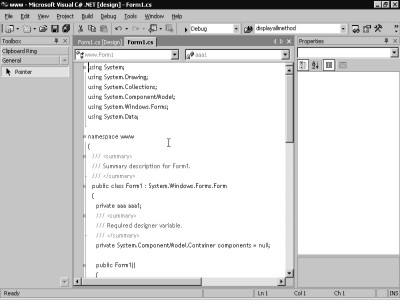 www - Microsoft Visual C# .NET [design] - Form1.cs
File Edit View Project Build Debug Tools Window Help
Debug displayallmethod
Toolbox
Clipboard Ring
General
Pointer
Form1.cs [Design] Form1.cs
www.Form1 aaa1
using System;
using System.Drawing;
using System.Collections;
using System.ComponentModel;
using System.Windows.Forms;
using System.Data;
namespace www
{
/// <summary>
/// Summary description for Form1.
/// </summary>
public class Form1 : System.Windows.Forms.Form
{
private aaa aaa1;
/// <summary>
/// Required designer variable.
/// </summary>
private System.ComponentModel.Container components = null;
public Form1()
{
Properties
Ready Ln 1 Col 1 Ch 1 INS